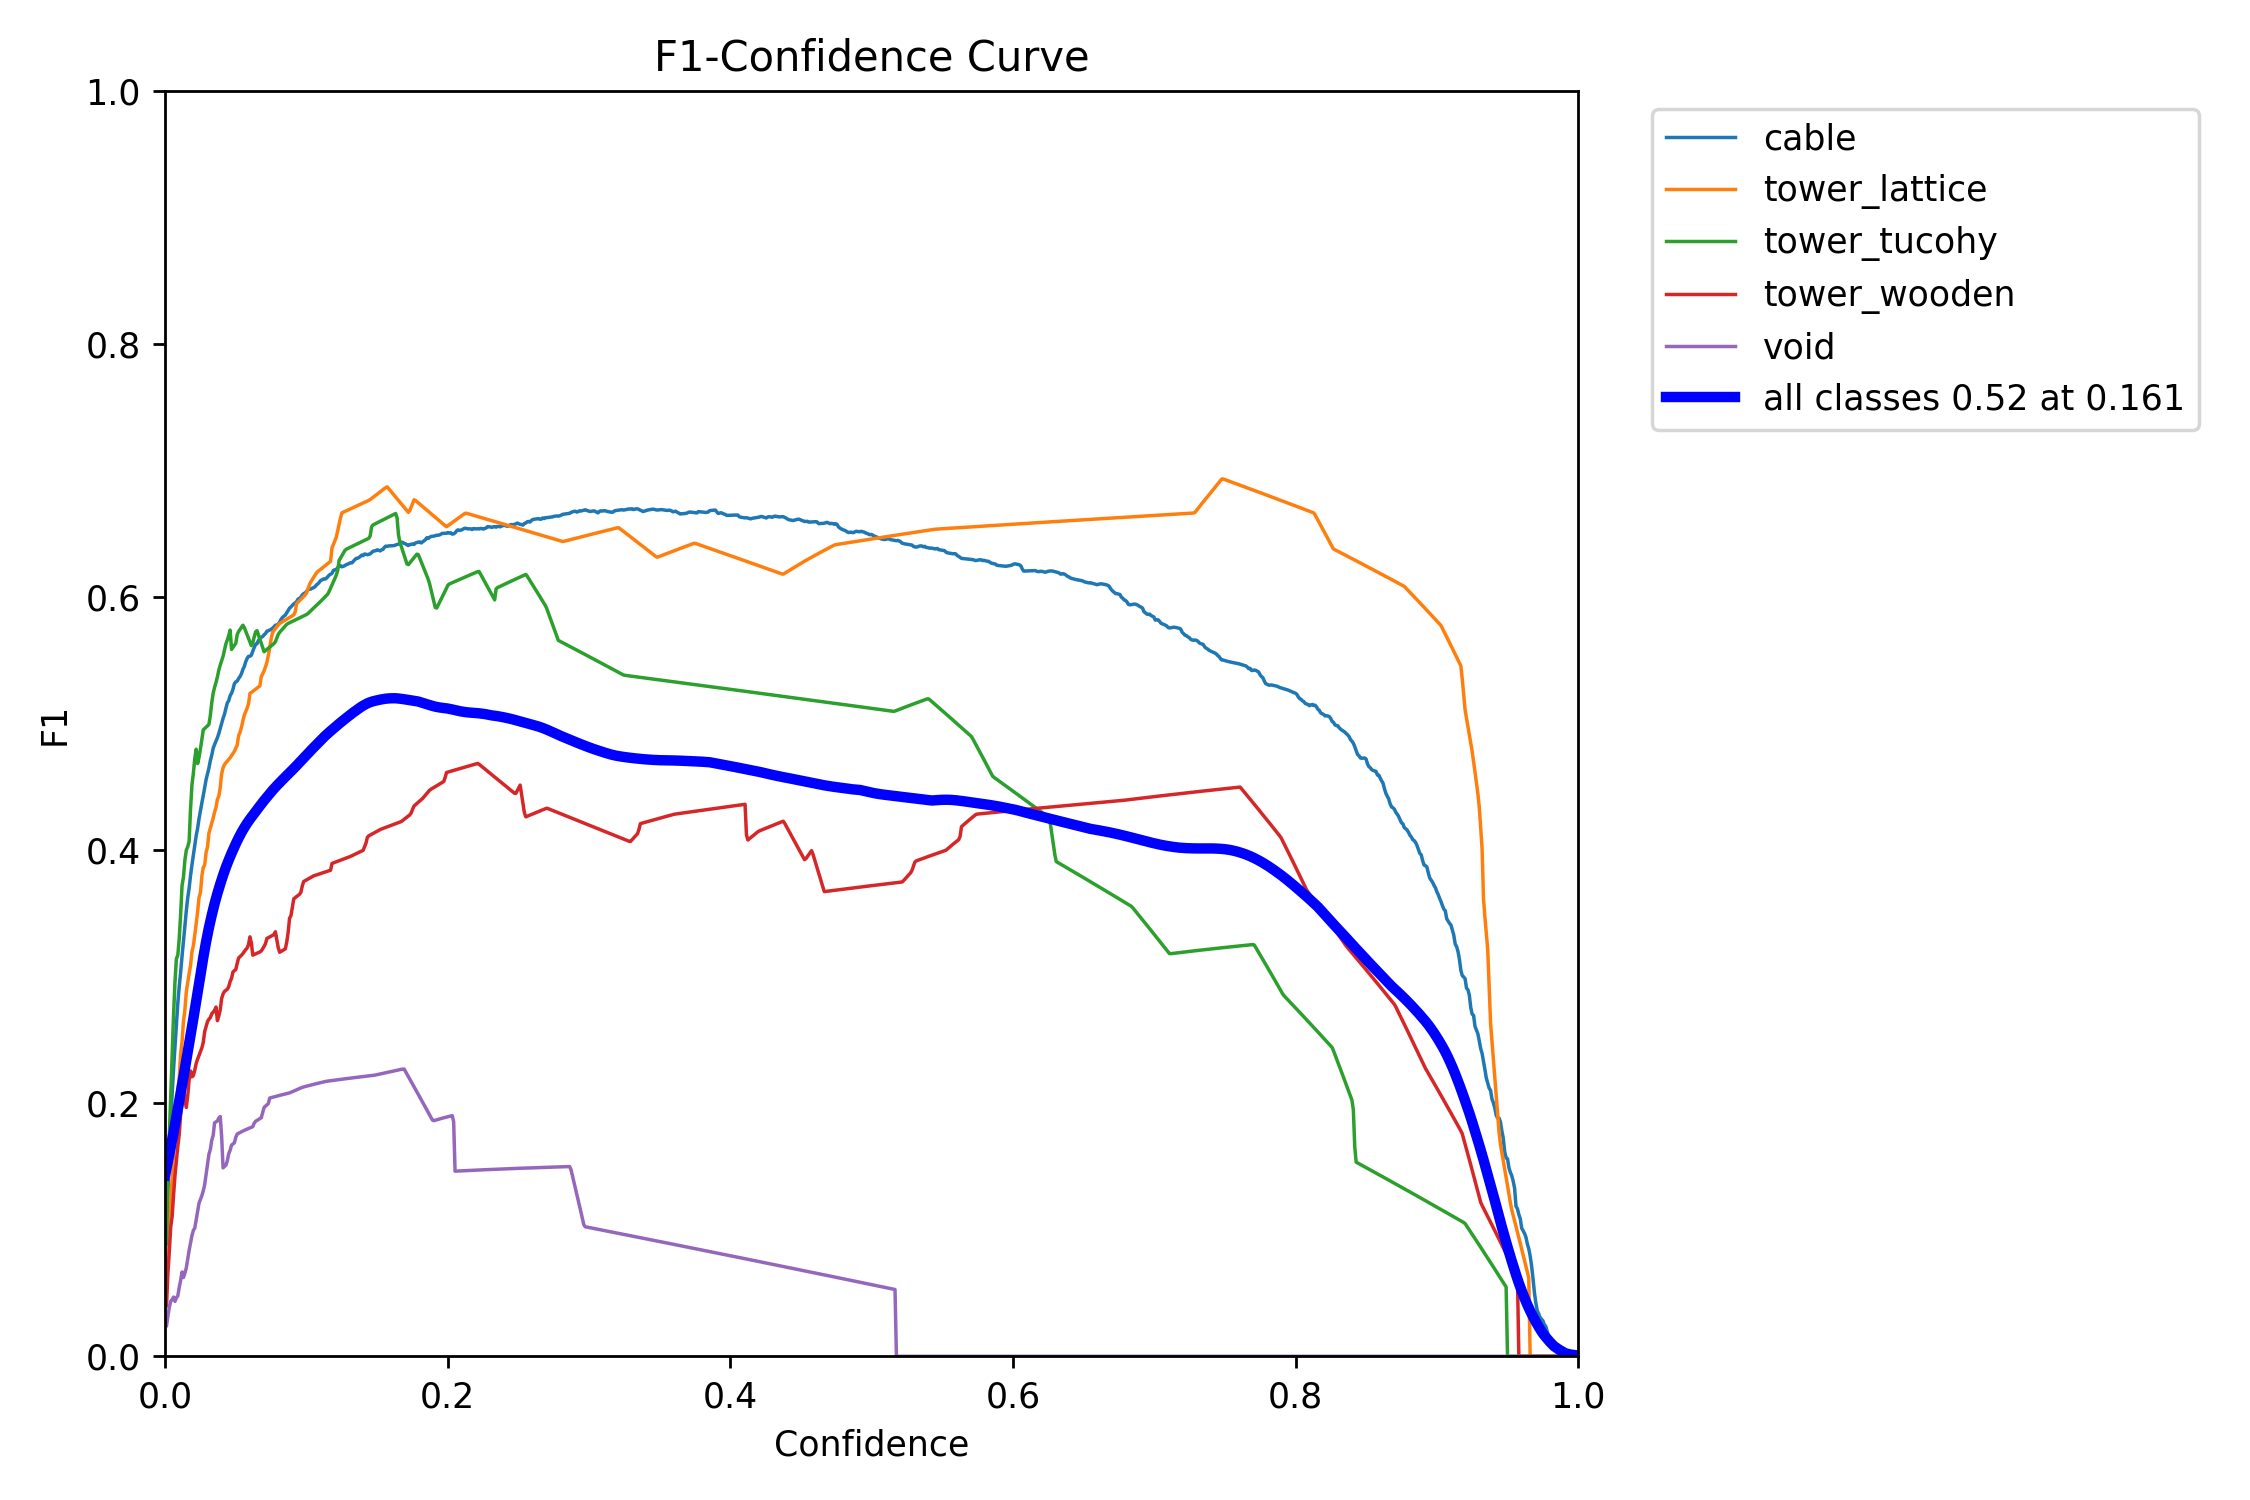 F1-Confidence Curve
1.0
0.8
0.6
0.4
0.2
0.0
F1
0.0 0.2 0.4 0.6 0.8 1.0
Confidence
cable
tower_lattice
tower_tucohy
tower_wooden
void
all classes 0.52 at 0.161